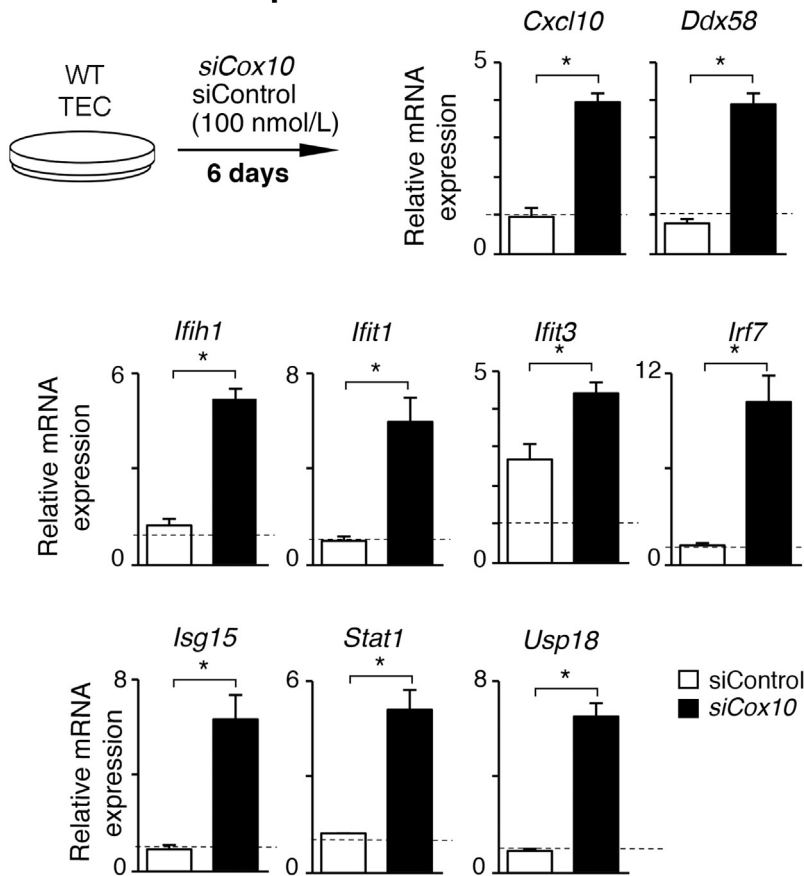 WT
TEC
siCox10
siControl
(100 nmol/L)
6 days
Cxcl10
Ddx58
Relative mRNA
expression
5
0
*
*
Ifih1
Ifit1
Ifit3
Irf7
Relative mRNA
expression
6
0
*
8
0
*
5
0
*
12
0
*
Isg15
Stat1
Usp18
Relative mRNA
expression
8
0
*
6
0
*
8
0
*
siControl
siCox10